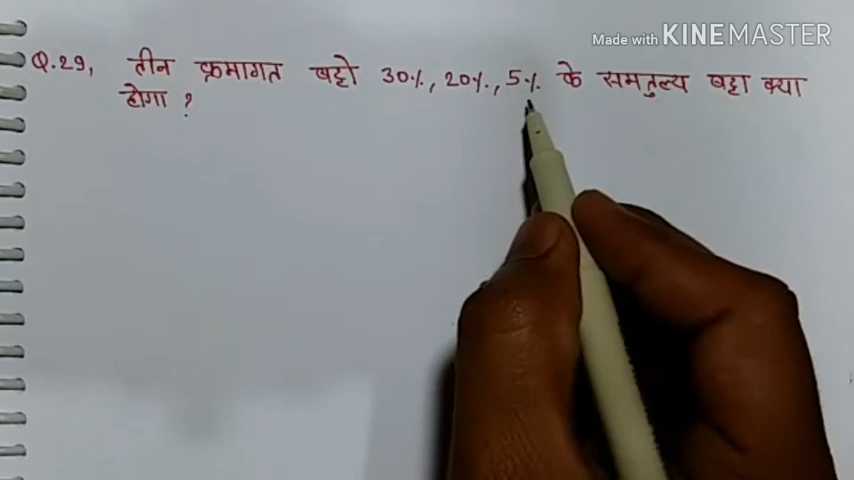 Made with KINEMASTER
Q.29, तीन क्रमागत बट्टो 30%, 20%, 5% के समतुल्य बट्टा क्या
होगा ?